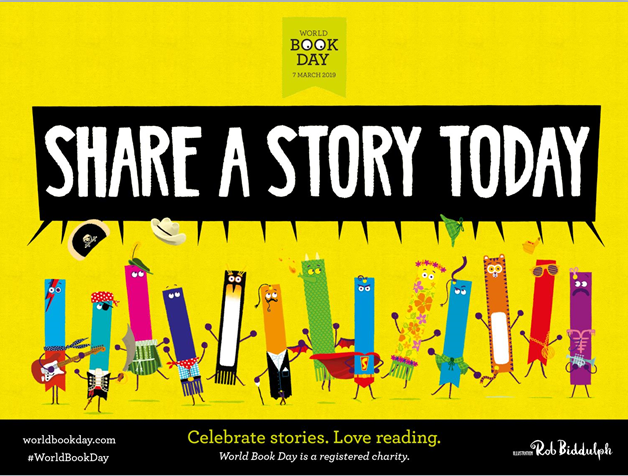 WORLD
BOOK
DAY
7 MARCH 2019
SHARE A STORY TODAY
worldbookday.com
#WorldBookDay
Celebrate stories. Love reading.
World Book Day is a registered charity.
ILLUSTRATION Rob Biddulph